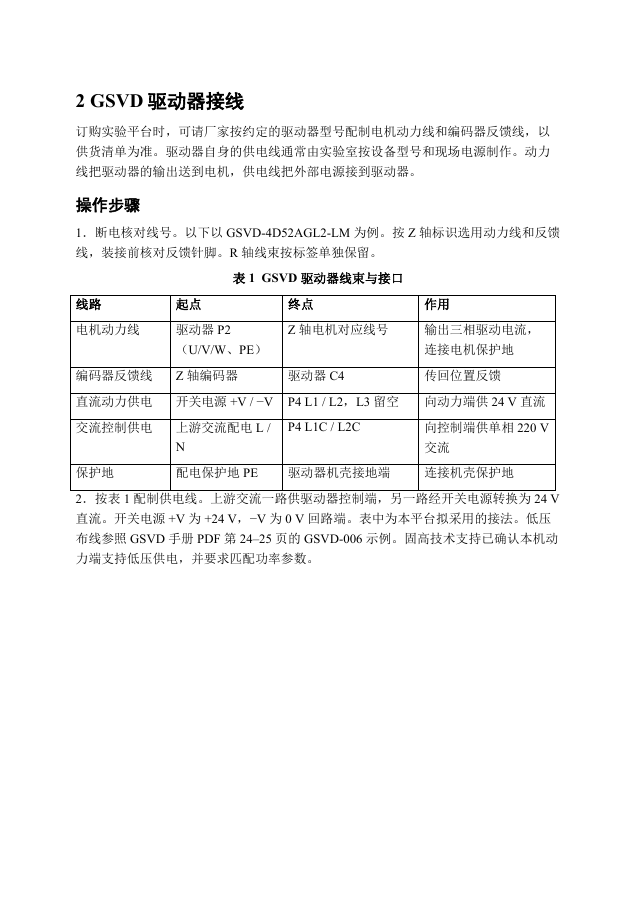 2 GSVD 驱动器接线
订购实验平台时，可请厂家按约定的驱动器型号配制电机动力线和编码器反馈线，以
供货清单为准。驱动器自身的供电线通常由实验室按设备型号和现场电源制作。动力
线把驱动器的输出送到电机，供电线把外部电源接到驱动器。
操作步骤
1．断电核对线号。以下以 GSVD-4D52AGL2-LM 为例。按 Z 轴标识选用动力线和反馈
线，装接前核对反馈针脚。R 轴线束按标签单独保留。
表 1 GSVD 驱动器线束与接口
线路 起点 终点 作用
电机动力线 驱动器 P2 Z 轴电机对应线号 输出三相驱动电流，
（U/V/W、PE） 连接电机保护地
编码器反馈线 Z 轴编码器 驱动器 C4 传回位置反馈
直流动力供电 开关电源 +V / −V P4 L1 / L2，L3 留空 向动力端供 24 V 直流
交流控制供电 上游交流配电 L / P4 L1C / L2C 向控制端供单相 220 V
N 交流
保护地 配电保护地 PE 驱动器机壳接地端 连接机壳保护地
2．按表 1 配制供电线。上游交流一路供驱动器控制端，另一路经开关电源转换为 24 V
直流。开关电源 +V 为 +24 V，−V 为 0 V 回路端。表中为本平台拟采用的接法。低压
布线参照 GSVD 手册 PDF 第 24–25 页的 GSVD-006 示例。固高技术支持已确认本机动
力端支持低压供电，并要求匹配功率参数。